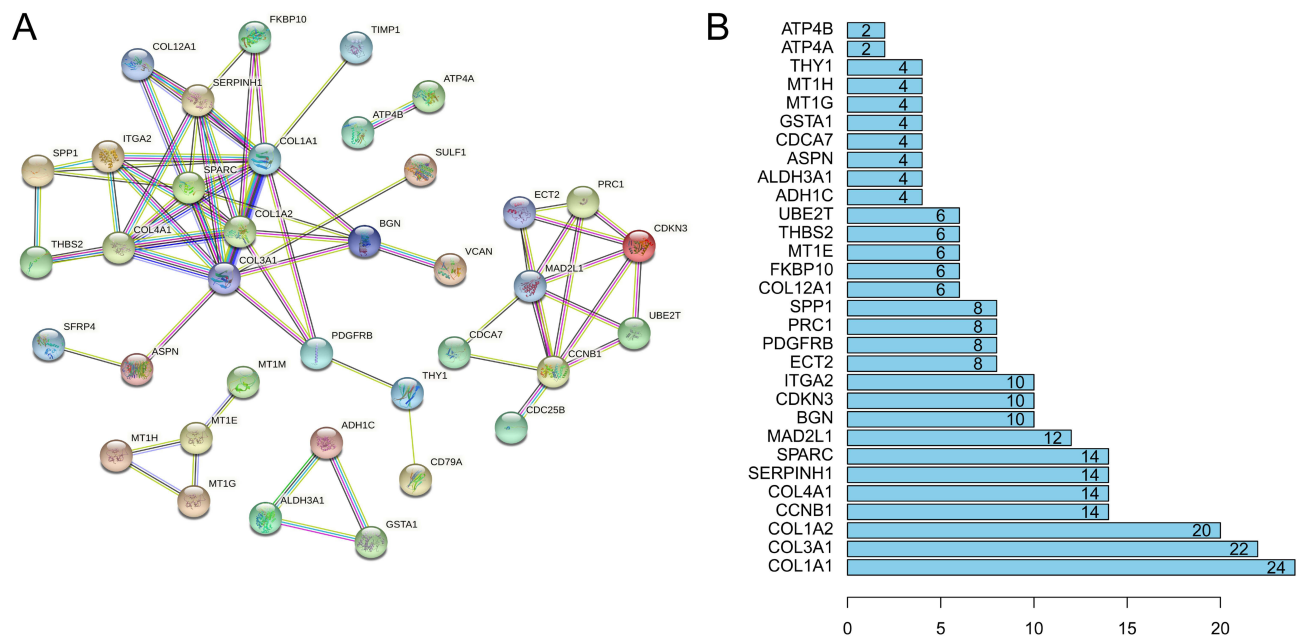 A
FKBP10
TIMP1
COL12A1
SERPINH1
ATP4A
ATP4B
ITGA2
COL1A1
SPP1
SPARC
SULF1
COL1A2
BGN
COL4A1
THBS2
COL3A1
VCAN
ECT2
PRC1
CDKN3
MAD2L1
UBE2T
CDCA7
CCNB1
CDC25B
SFRP4
ASPN
PDGFRB
MT1M
THY1
MT1E
MT1H
MT1G
ADH1C
CD79A
ALDH3A1
GSTA1
B
ATP4B 2
ATP4A 2
THY1 4
MT1H 4
MT1G 4
GSTA1 4
CDCA7 4
ASPN 4
ALDH3A1 4
ADH1C 4
UBE2T 6
THBS2 6
MT1E 6
FKBP10 6
COL12A1 6
SPP1 8
PRC1 8
PDGFRB 8
ECT2 8
ITGA2 10
CDKN3 10
BGN 10
MAD2L1 12
SPARC 14
SERPINH1 14
COL4A1 14
CCNB1 14
COL1A2 20
COL3A1 22
COL1A1 24
0 5 10 15 20